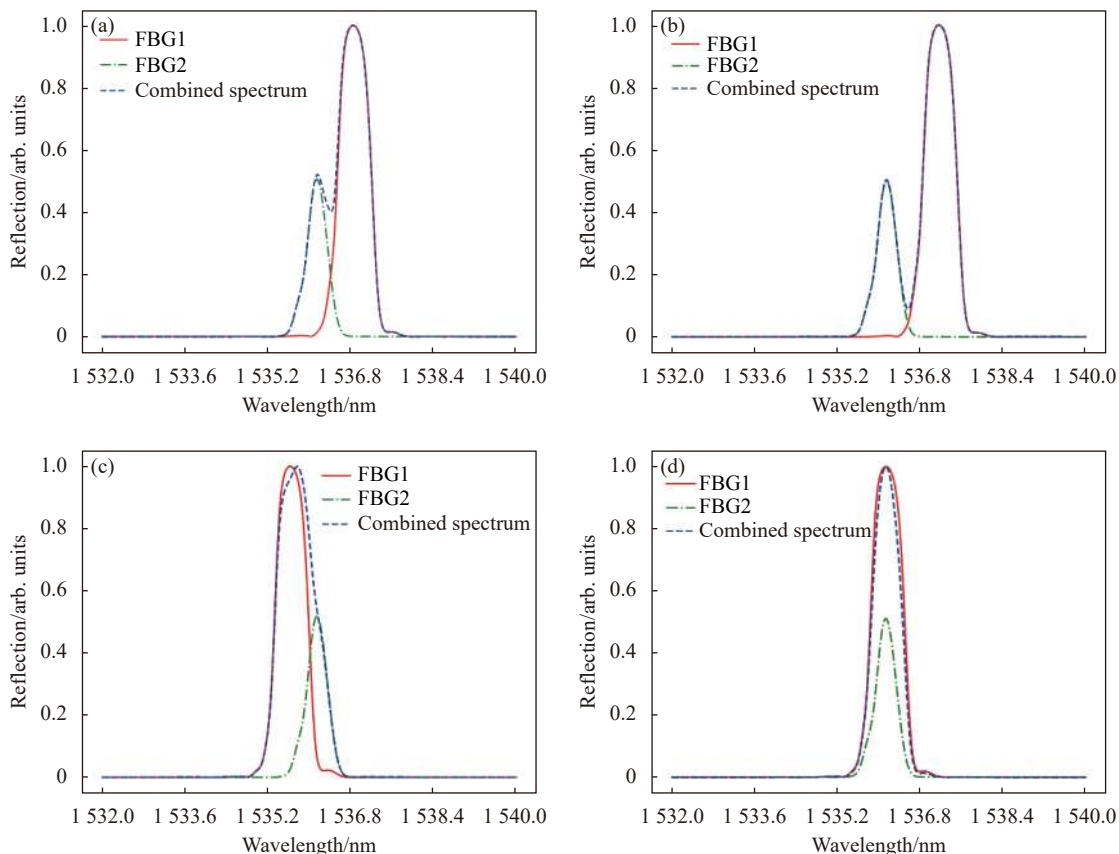 (a)
FBG1
FBG2
Combined spectrum
1.0
0.8
0.6
0.4
0.2
0
Reflection/arb. units
1 532.0 1 533.6 1 535.2 1 536.8 1 538.4 1 540.0
Wavelength/nm
(b)
FBG1
FBG2
Combined spectrum
1.0
0.8
0.6
0.4
0.2
0
Reflection/arb. units
1 532.0 1 533.6 1 535.2 1 536.8 1 538.4 1 540.0
Wavelength/nm
(c)
FBG1
FBG2
Combined spectrum
1.0
0.8
0.6
0.4
0.2
0
Reflection/arb. units
1 532.0 1 533.6 1 535.2 1 536.8 1 538.4 1 540.0
Wavelength/nm
(d)
FBG1
FBG2
Combined spectrum
1.0
0.8
0.6
0.4
0.2
0
Reflection/arb. units
1 532.0 1 533.6 1 535.2 1 536.8 1 538.4 1 540.0
Wavelength/nm